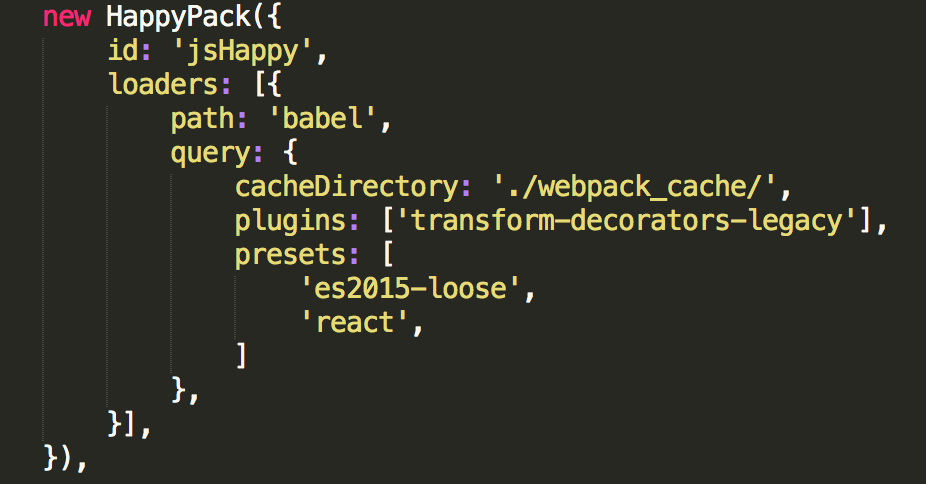 new HappyPack({
    id: 'jsHappy',
    loaders: [{
        path: 'babel',
        query: {
            cacheDirectory: './webpack_cache/',
            plugins: ['transform-decorators-legacy'],
            presets: [
                'es2015-loose',
                'react',
            ]
        },
    }],
}),